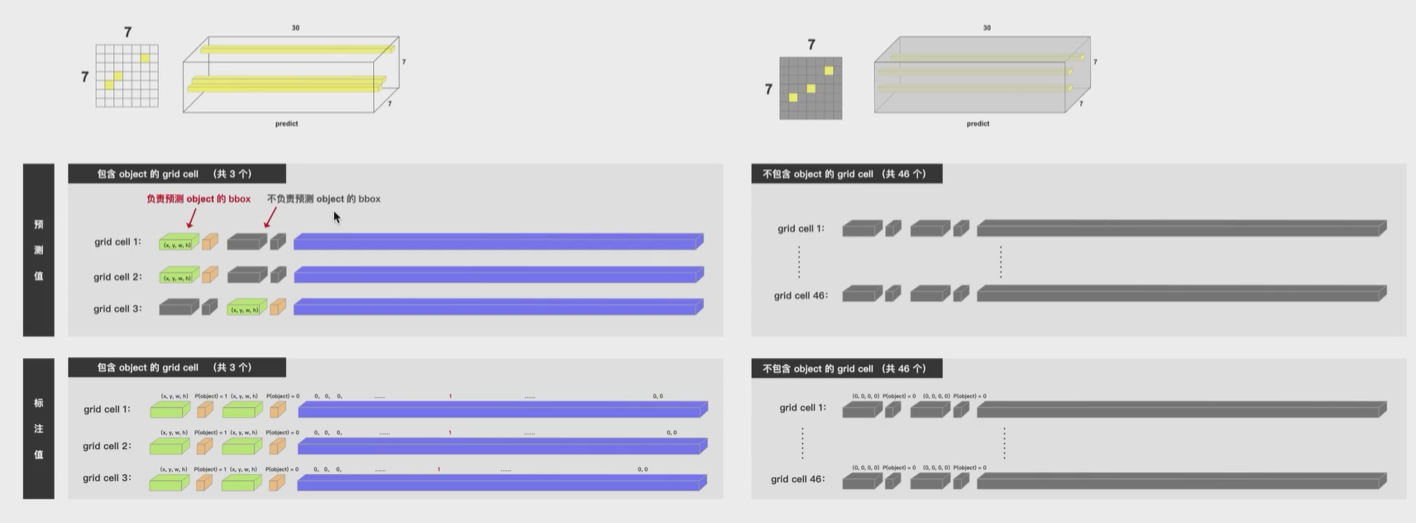 7
30
7
7
7
predict
7
30
7
7
7
predict
预测值
包含 object 的 grid cell （共 3 个）
负责预测 object 的 bbox 不负责预测 object 的 bbox
grid cell 1: (x, y, w, h)
grid cell 2: (x, y, w, h)
grid cell 3: (x, y, w, h)
不包含 object 的 grid cell （共 46 个）
grid cell 1:
grid cell 46:
标注值
包含 object 的 grid cell （共 3 个）
(x, y, w, h) P(object) = 1 (x, y, w, h) P(object) = 0 0, 0, 0, ...... 1 ...... 0, 0
grid cell 1:
(x, y, w, h) P(object) = 1 (x, y, w, h) P(object) = 0 0, 0, 0, ...... 1 ...... 0, 0
grid cell 2:
(x, y, w, h) P(object) = 1 (x, y, w, h) P(object) = 0 0, 0, 0, ...... 1 ...... 0, 0
grid cell 3:
不包含 object 的 grid cell （共 46 个）
(0, 0, 0, 0) P(object) = 0 (0, 0, 0, 0) P(object) = 0
grid cell 1:
(0, 0, 0, 0) P(object) = 0 (0, 0, 0, 0) P(object) = 0
grid cell 46: